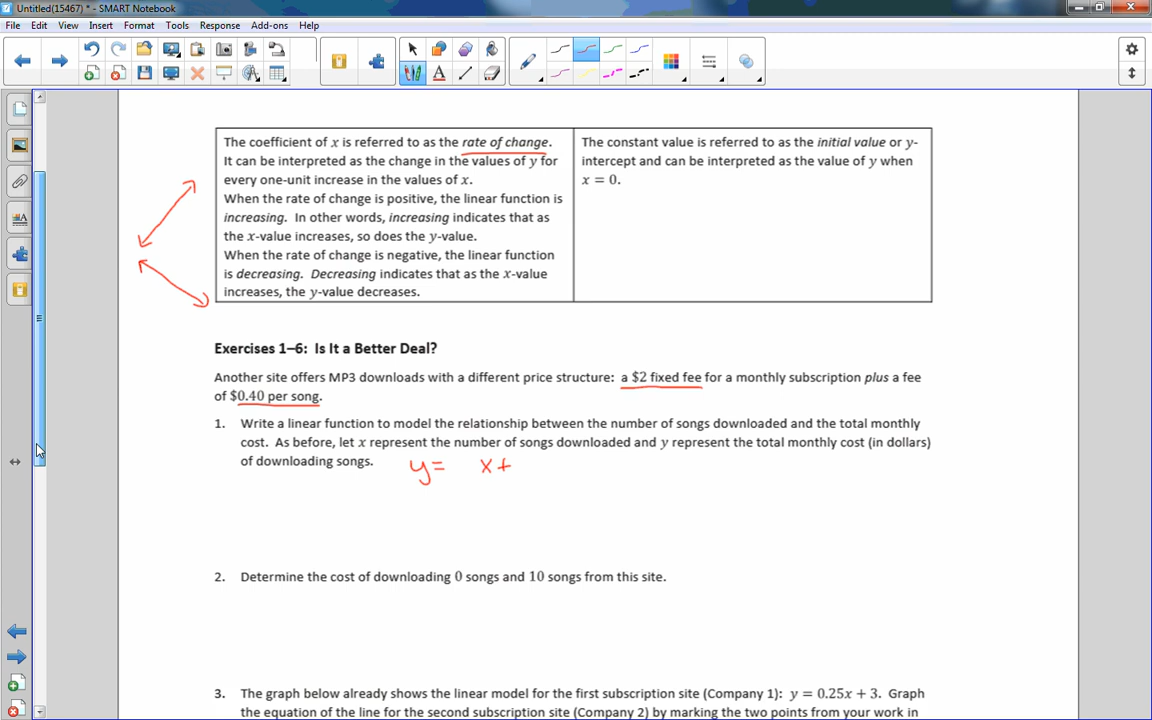 Untitled(15467) * - SMART Notebook
File Edit View Insert Format Tools Response Add-ons Help
The coefficient of x is referred to as the rate of change.
It can be interpreted as the change in the values of y for
every one-unit increase in the values of x.
When the rate of change is positive, the linear function is
increasing. In other words, increasing indicates that as
the x-value increases, so does the y-value.
When the rate of change is negative, the linear function
is decreasing. Decreasing indicates that as the x-value
increases, the y-value decreases.
The constant value is referred to as the initial value or y-
intercept and can be interpreted as the value of y when
x = 0.
Exercises 1–6: Is It a Better Deal?
Another site offers MP3 downloads with a different price structure: a $2 fixed fee for a monthly subscription plus a fee
of $0.40 per song.
1. Write a linear function to model the relationship between the number of songs downloaded and the total monthly
cost. As before, let x represent the number of songs downloaded and y represent the total monthly cost (in dollars)
of downloading songs.
y= x+
2. Determine the cost of downloading 0 songs and 10 songs from this site.
3. The graph below already shows the linear model for the first subscription site (Company 1): y = 0.25x + 3. Graph
the equation of the line for the second subscription site (Company 2) by marking the two points from your work in